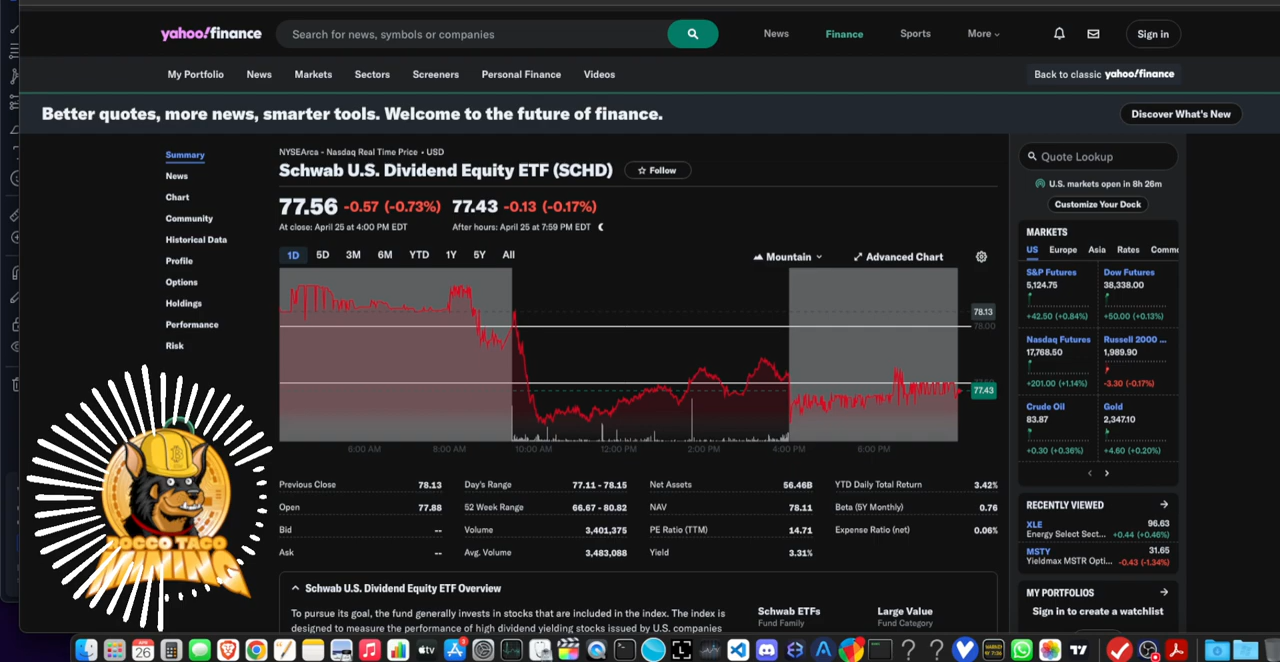 yahoo!finance
Search for news, symbols or companies
News
Finance
Sports
More
Sign in
My Portfolio
News
Markets
Sectors
Screeners
Personal Finance
Videos
Back to classic yahoo!finance
Better quotes, more news, smarter tools. Welcome to the future of finance.
Discover What's New
Summary
News
Chart
Community
Historical Data
Profile
Options
Holdings
Performance
Risk
NYSEArca - Nasdaq Real Time Price • USD
Schwab U.S. Dividend Equity ETF (SCHD)
Follow
77.56 -0.57 (-0.73%) 77.43 -0.13 (-0.17%)
At close: April 25 at 4:00 PM EDT
After hours: April 25 at 7:59 PM EDT
1D 5D 3M 6M YTD 1Y 5Y All
Mountain
Advanced Chart
78.13
78.00
77.43
6:00 AM 8:00 AM 10:00 AM 12:00 PM 2:00 PM 4:00 PM 6:00 PM
Previous Close 78.13
Day's Range 77.11 - 78.15
Net Assets 56.46B
YTD Daily Total Return 3.42%
Open 77.88
52 Week Range 66.67 - 80.82
NAV 78.11
Beta (5Y Monthly) 0.76
Bid --
Volume 3,401,375
PE Ratio (TTM) 14.71
Expense Ratio (net) 0.06%
Ask --
Avg. Volume 3,483,088
Yield 3.31%
Schwab U.S. Dividend Equity ETF Overview
To pursue its goal, the fund generally invests in stocks that are included in the index. The index is
designed to measure the performance of high dividend yielding stocks issued by U.S. companies
Schwab ETFs
Fund Family
Large Value
Fund Category
Quote Lookup
U.S. markets open in 8h 26m
Customize Your Dock
MARKETS
US Europe Asia Rates Commo
S&P Futures
5,124.75
+42.50 (+0.84%)
Dow Futures
38,338.00
+50.00 (+0.13%)
Nasdaq Futures
17,768.50
+201.00 (+1.14%)
Russell 2000 ...
1,989.90
-3.30 (-0.17%)
Crude Oil
83.87
+0.30 (+0.36%)
Gold
2,347.10
+4.60 (+0.20%)
RECENTLY VIEWED
XLE 96.63
Energy Select Sect... +0.44 (+0.46%)
MSTY 31.65
Yieldmax MSTR Opti... -0.43 (-1.34%)
MY PORTFOLIOS
Sign in to create a watchlist
ROCCO TACO
MINING
APR
26